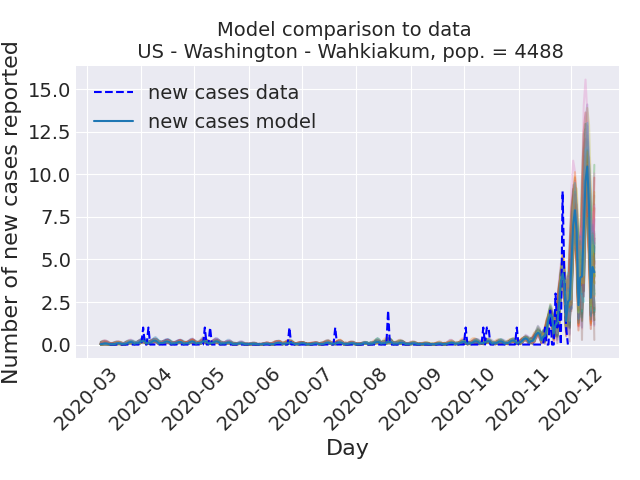 Model comparison to data
US - Washington - Wahkiakum, pop. = 4488
Number of new cases reported
15.0
12.5
10.0
7.5
5.0
2.5
0.0
new cases data
new cases model
2020-03
2020-04
2020-05
2020-06
2020-07
2020-08
2020-09
2020-10
2020-11
2020-12
Day